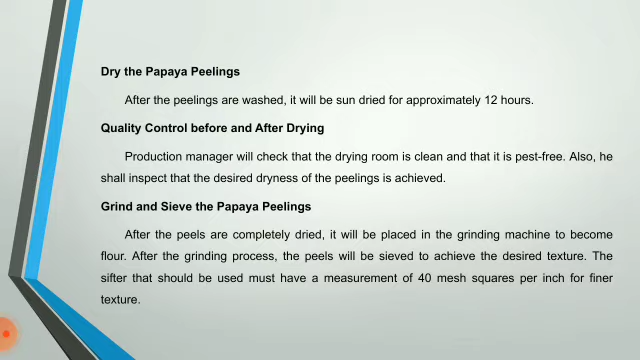 Dry the Papaya Peelings
After the peelings are washed, it will be sun dried for approximately 12 hours.
Quality Control before and After Drying
Production manager will check that the drying room is clean and that it is pest-free. Also, he
shall inspect that the desired dryness of the peelings is achieved.
Grind and Sieve the Papaya Peelings
After the peels are completely dried, it will be placed in the grinding machine to become
flour. After the grinding process, the peels will be sieved to achieve the desired texture. The
sifter that should be used must have a measurement of 40 mesh squares per inch for finer
texture.